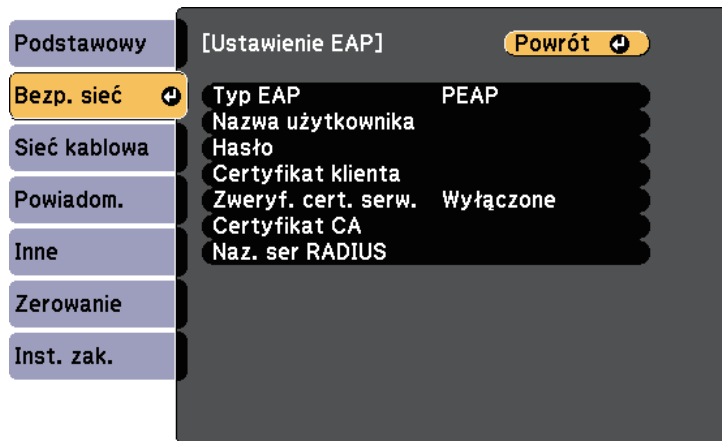 Podstawowy
Bezp. sieć
Sieć kablowa
Powiadom.
Inne
Zerowanie
Inst. zak.
[Ustawienie EAP] Powrót
Typ EAP PEAP
Nazwa użytkownika
Hasło
Certyfikat klienta
Zweryf. cert. serw. Wyłączone
Certyfikat CA
Naz. ser RADIUS